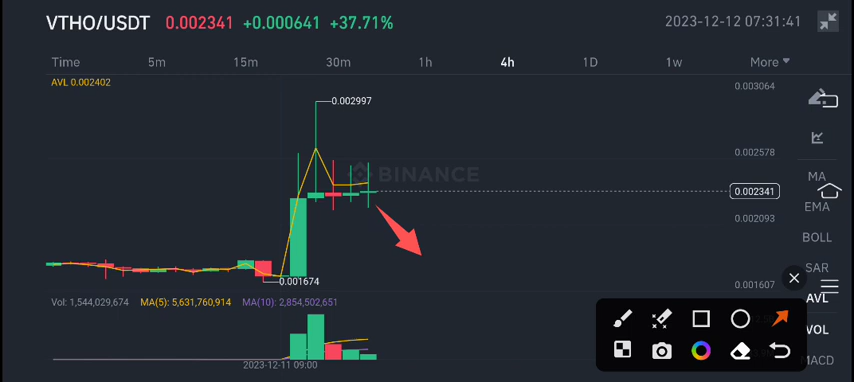 VTHO/USDT 0.002341 +0.000641 +37.71% 2023-12-12 07:31:41
Time 5m 15m 30m 1h 4h 1D 1w More
AVL 0.002402
0.003064
0.002997
0.002578
BINANCE
MA
0.002341
EMA
0.002093
BOLL
SAR
0.001674
0.001607
AVL
Vol: 1,544,029,674 MA(5): 5,631,760,914 MA(10): 2,854,502,651
VOL
MACD
2023-12-11 09:00